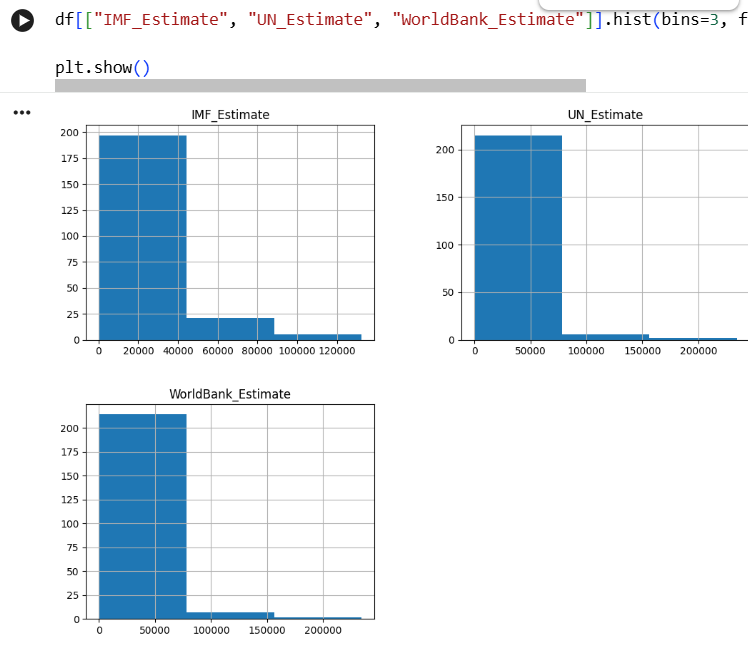 df[["IMF_Estimate", "UN_Estimate", "WorldBank_Estimate"]].hist(bins=3, f
plt.show()
IMF_Estimate
200
175
150
125
100
75
50
25
0
0 20000 40000 60000 80000 100000 120000
UN_Estimate
200
150
100
50
0
0 50000 100000 150000 200000
WorldBank_Estimate
200
175
150
125
100
75
50
25
0
0 50000 100000 150000 200000